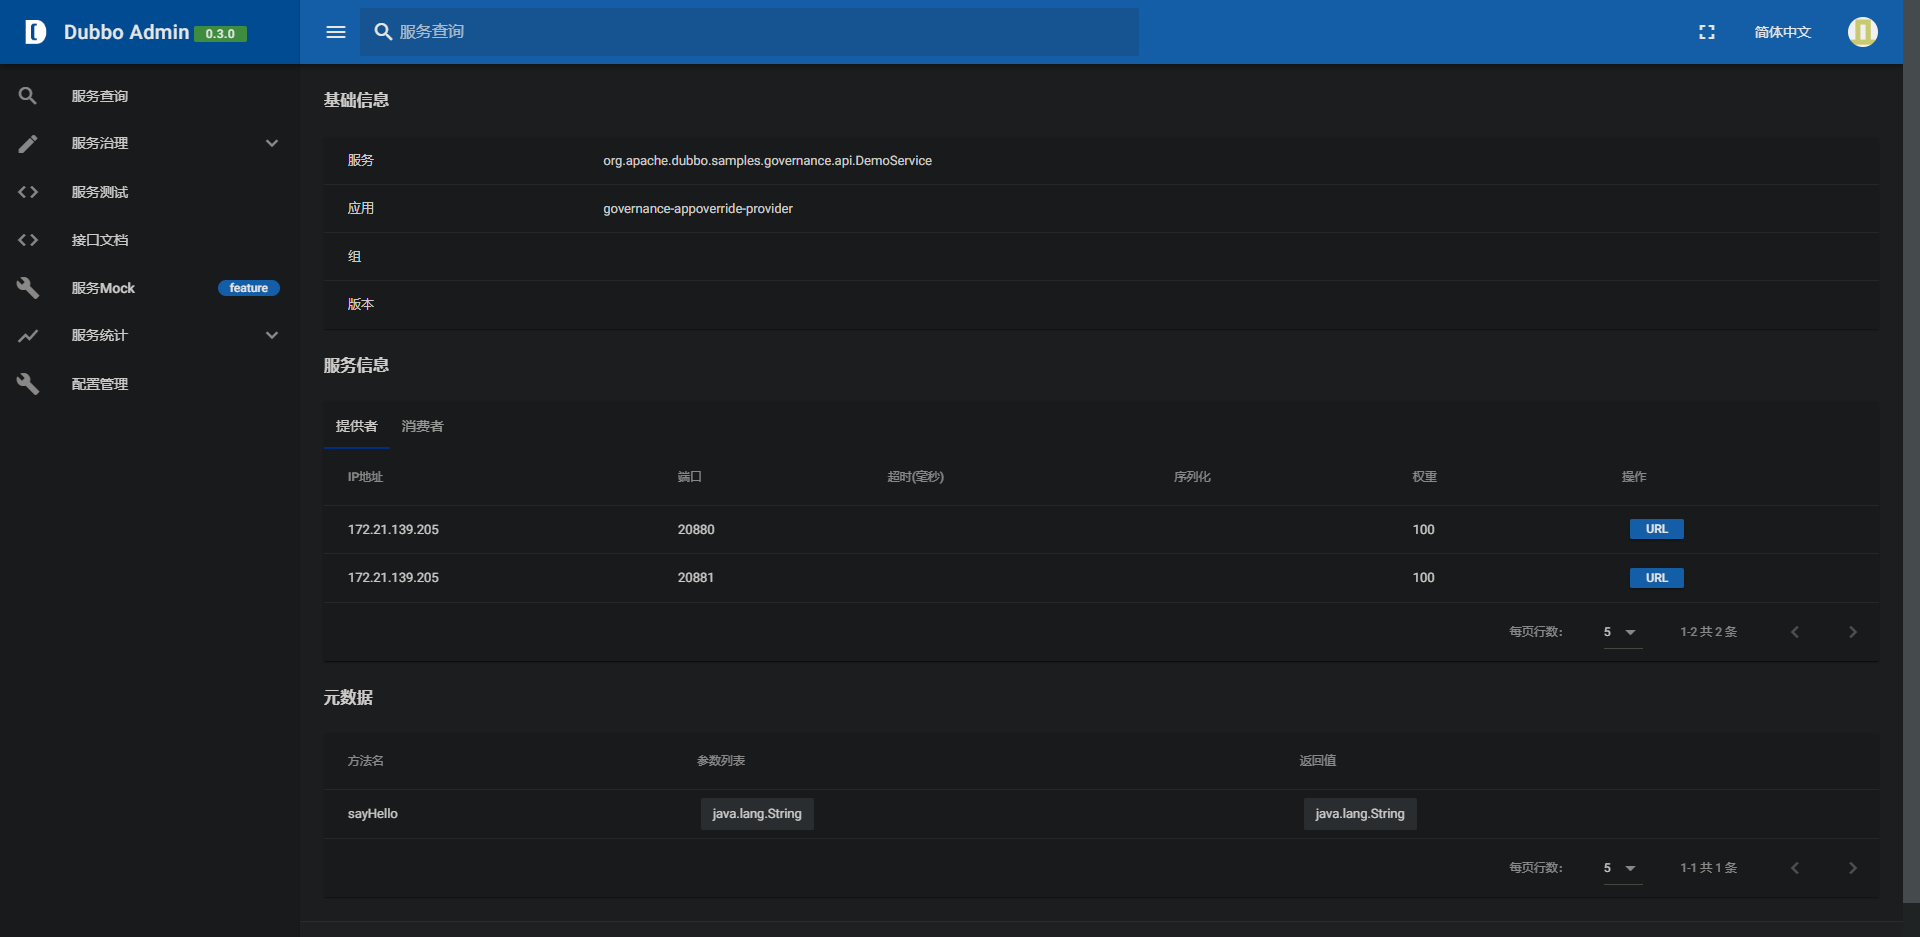 Dubbo Admin 0.3.0
服务查询
简体中文
服务查询
服务治理
服务测试
接口文档
服务Mock feature
服务统计
配置管理
基础信息
服务 org.apache.dubbo.samples.governance.api.DemoService
应用 governance-appoverride-provider
组
版本
服务信息
提供者 消费者
IP地址 端口 超时(毫秒) 序列化 权重 操作
172.21.139.205 20880 100 URL
172.21.139.205 20881 100 URL
每页行数: 5 1-2 共 2 条
元数据
方法名 参数列表 返回值
sayHello java.lang.String java.lang.String
每页行数: 5 1-1 共 1 条